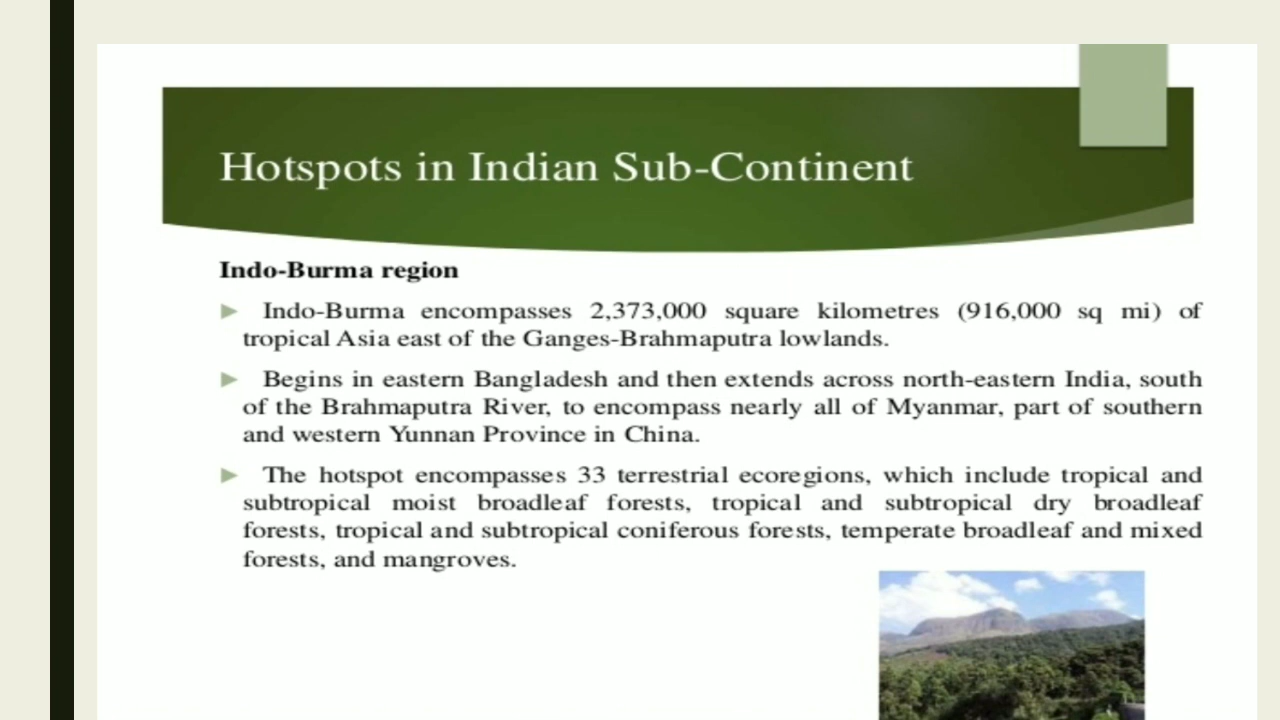 Hotspots in Indian Sub-Continent
Indo-Burma region
Indo-Burma encompasses 2,373,000 square kilometres (916,000 sq mi) of
tropical Asia east of the Ganges-Brahmaputra lowlands.
Begins in eastern Bangladesh and then extends across north-eastern India, south
of the Brahmaputra River, to encompass nearly all of Myanmar, part of southern
and western Yunnan Province in China.
The hotspot encompasses 33 terrestrial ecoregions, which include tropical and
subtropical moist broadleaf forests, tropical and subtropical dry broadleaf
forests, tropical and subtropical coniferous forests, temperate broadleaf and mixed
forests, and mangroves.